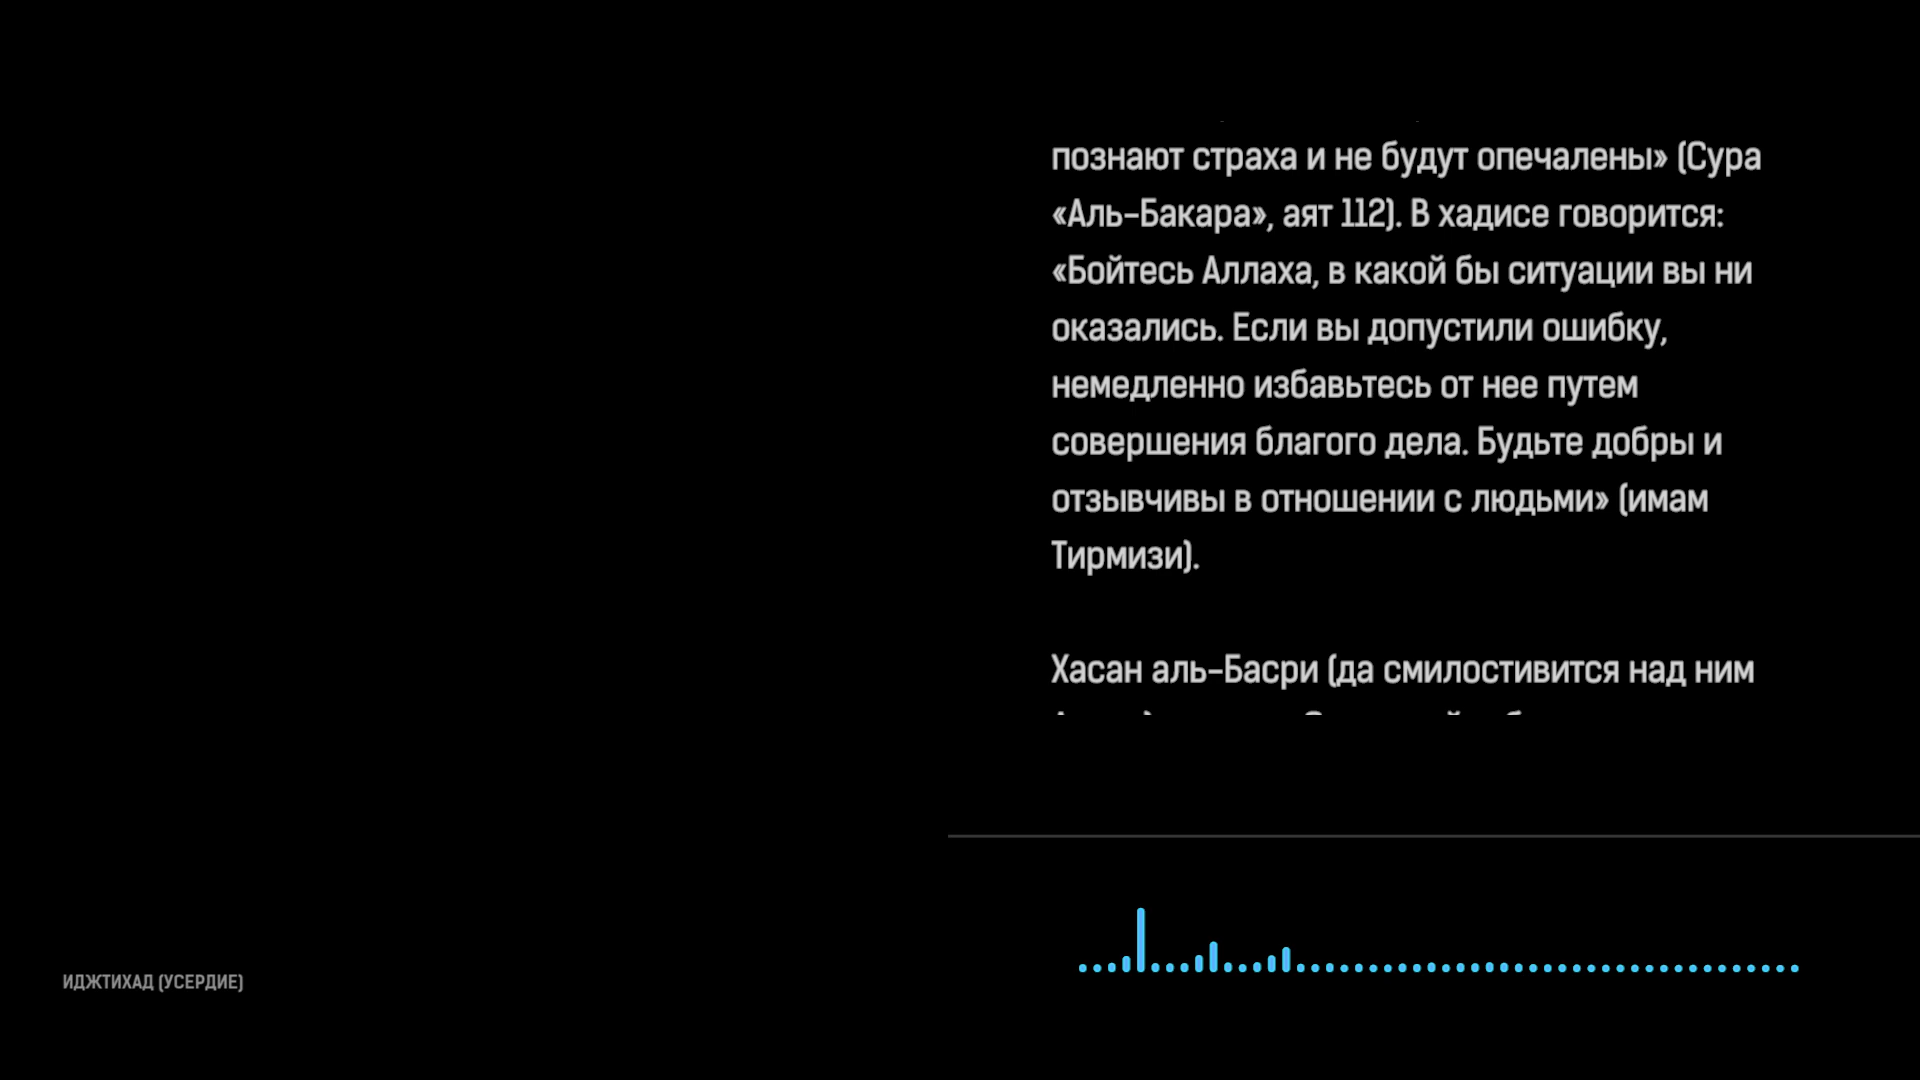 познают страха и не будут опечалены» (Сура
«Аль-Бакара», аят 112). В хадисе говорится:
«Бойтесь Аллаха, в какой бы ситуации вы ни
оказались. Если вы допустили ошибку,
немедленно избавьтесь от нее путем
совершения благого дела. Будьте добры и
отзывчивы в отношении с людьми» (имам
Тирмизи).
Хасан аль-Басри (да смилостивится над ним
ИДЖТИХАД (УСЕРДИЕ)